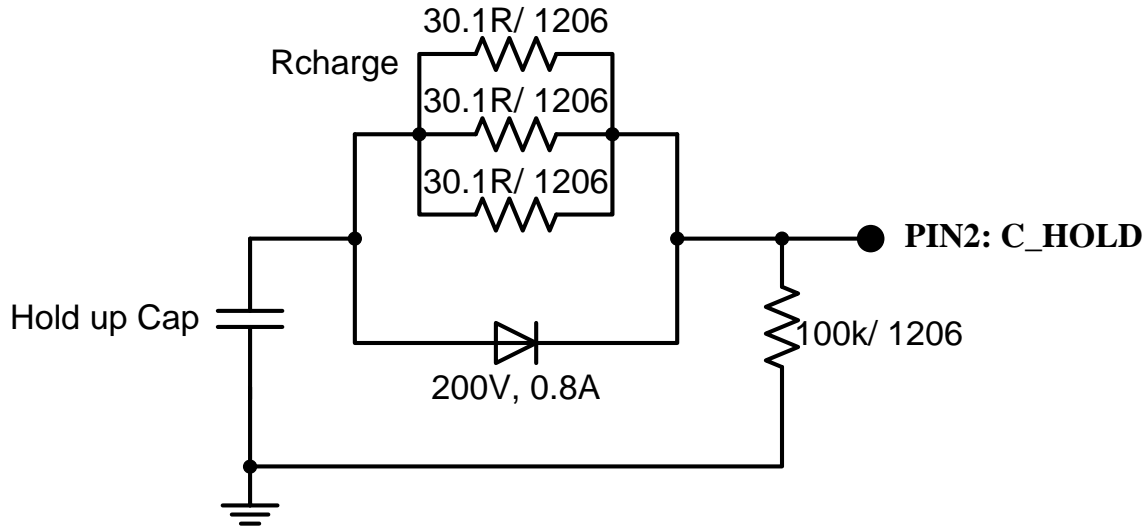 30.1R/ 1206
Rcharge
30.1R/ 1206
30.1R/ 1206
PIN2: C_HOLD
Hold up Cap
100k/ 1206
200V, 0.8A